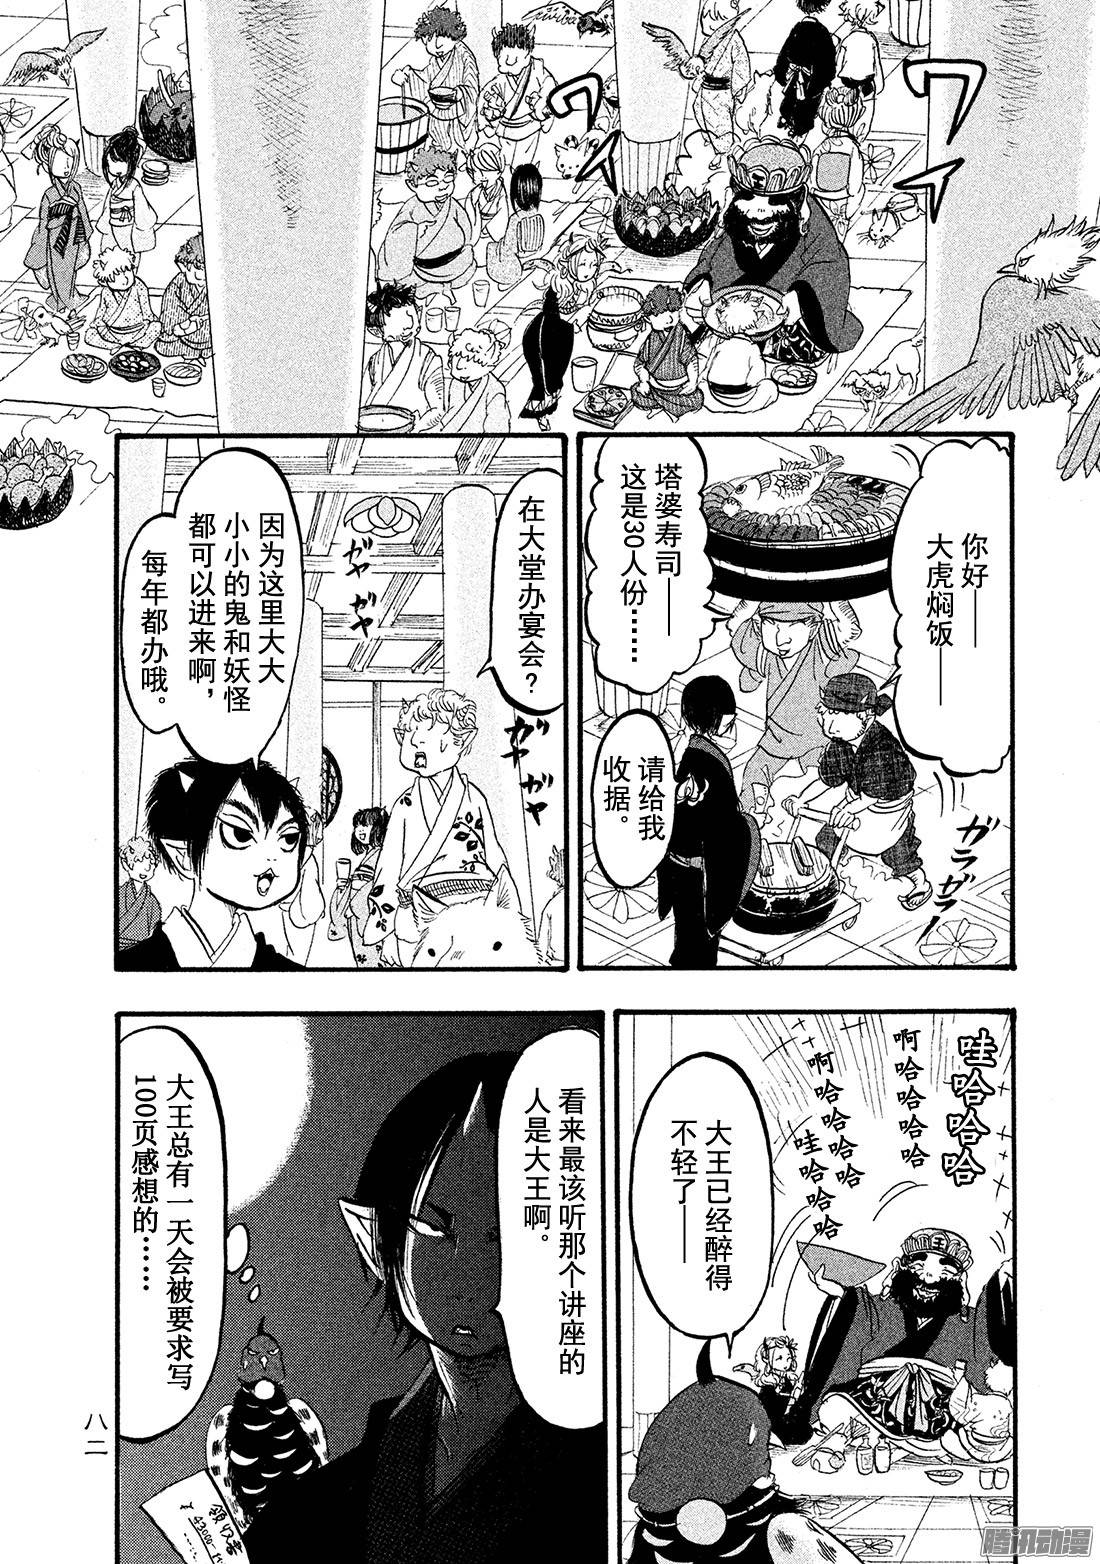 ワ
ワ
你好——
大虎焖饭——
塔婆寿司——
这是30人份……
请给我
收据。
ガラガラ!
在大堂办宴会?
ガヤ
ガヤ
ガヤ
ガヤ
因为这里大大
小小的鬼和妖怪
都可以进来啊，
每年都办哦。
哇哈哈哈
啊哈哈哈哈
啊哈哈哈哈
哇哈哈哈
大王已经醉得
不轻了——
看来最该听那个讲座的
人是大王啊。
大王总有一天会被要求写
100页感想的……
領収書
八二
腾讯动漫